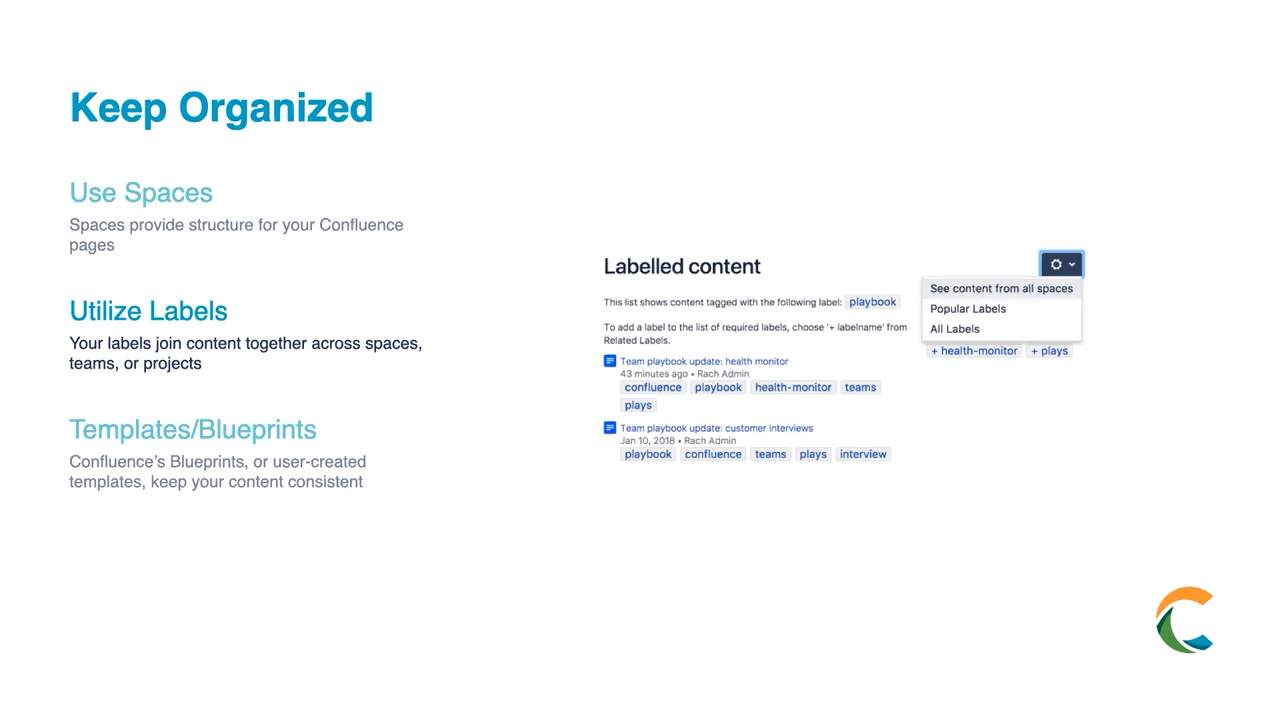 Keep Organized
Use Spaces
Spaces provide structure for your Confluence
pages
Utilize Labels
Your labels join content together across spaces,
teams, or projects
Templates/Blueprints
Confluence's Blueprints, or user-created
templates, keep your content consistent
Labelled content
This list shows content tagged with the following label: playbook
To add a label to the list of required labels, choose '+ labelname' from
Related Labels.
Team playbook update: health monitor
43 minutes ago • Rach Admin
confluence playbook health-monitor teams
plays
Team playbook update: customer interviews
Jan 10, 2018 • Rach Admin
playbook confluence teams plays interview
See content from all spaces
Popular Labels
All Labels
+ health-monitor + plays